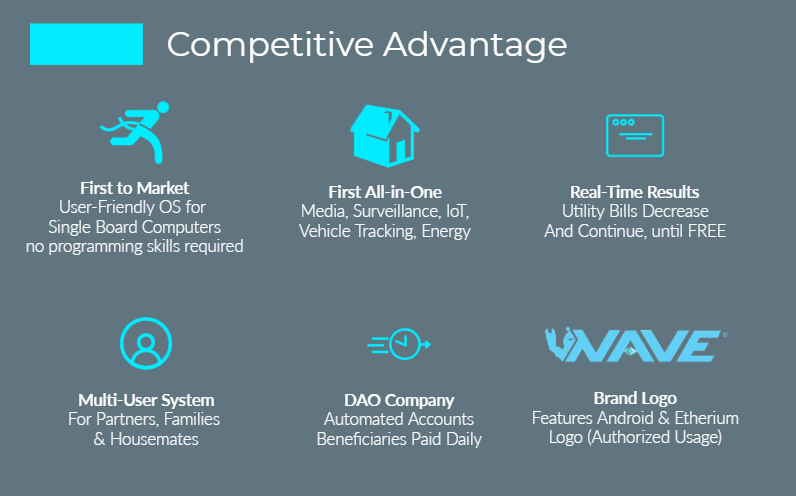 Competitive Advantage
First to Market
User-Friendly OS for
Single Board Computers
no programming skills required
First All-in-One
Media, Surveillance, IoT,
Vehicle Tracking, Energy
Real-Time Results
Utility Bills Decrease
And Continue, until FREE
Multi-User System
For Partners, Families
& Housemates
DAO Company
Automated Accounts
Beneficiaries Paid Daily
WAVE
Brand Logo
Features Android & Etherium
Logo (Authorized Usage)